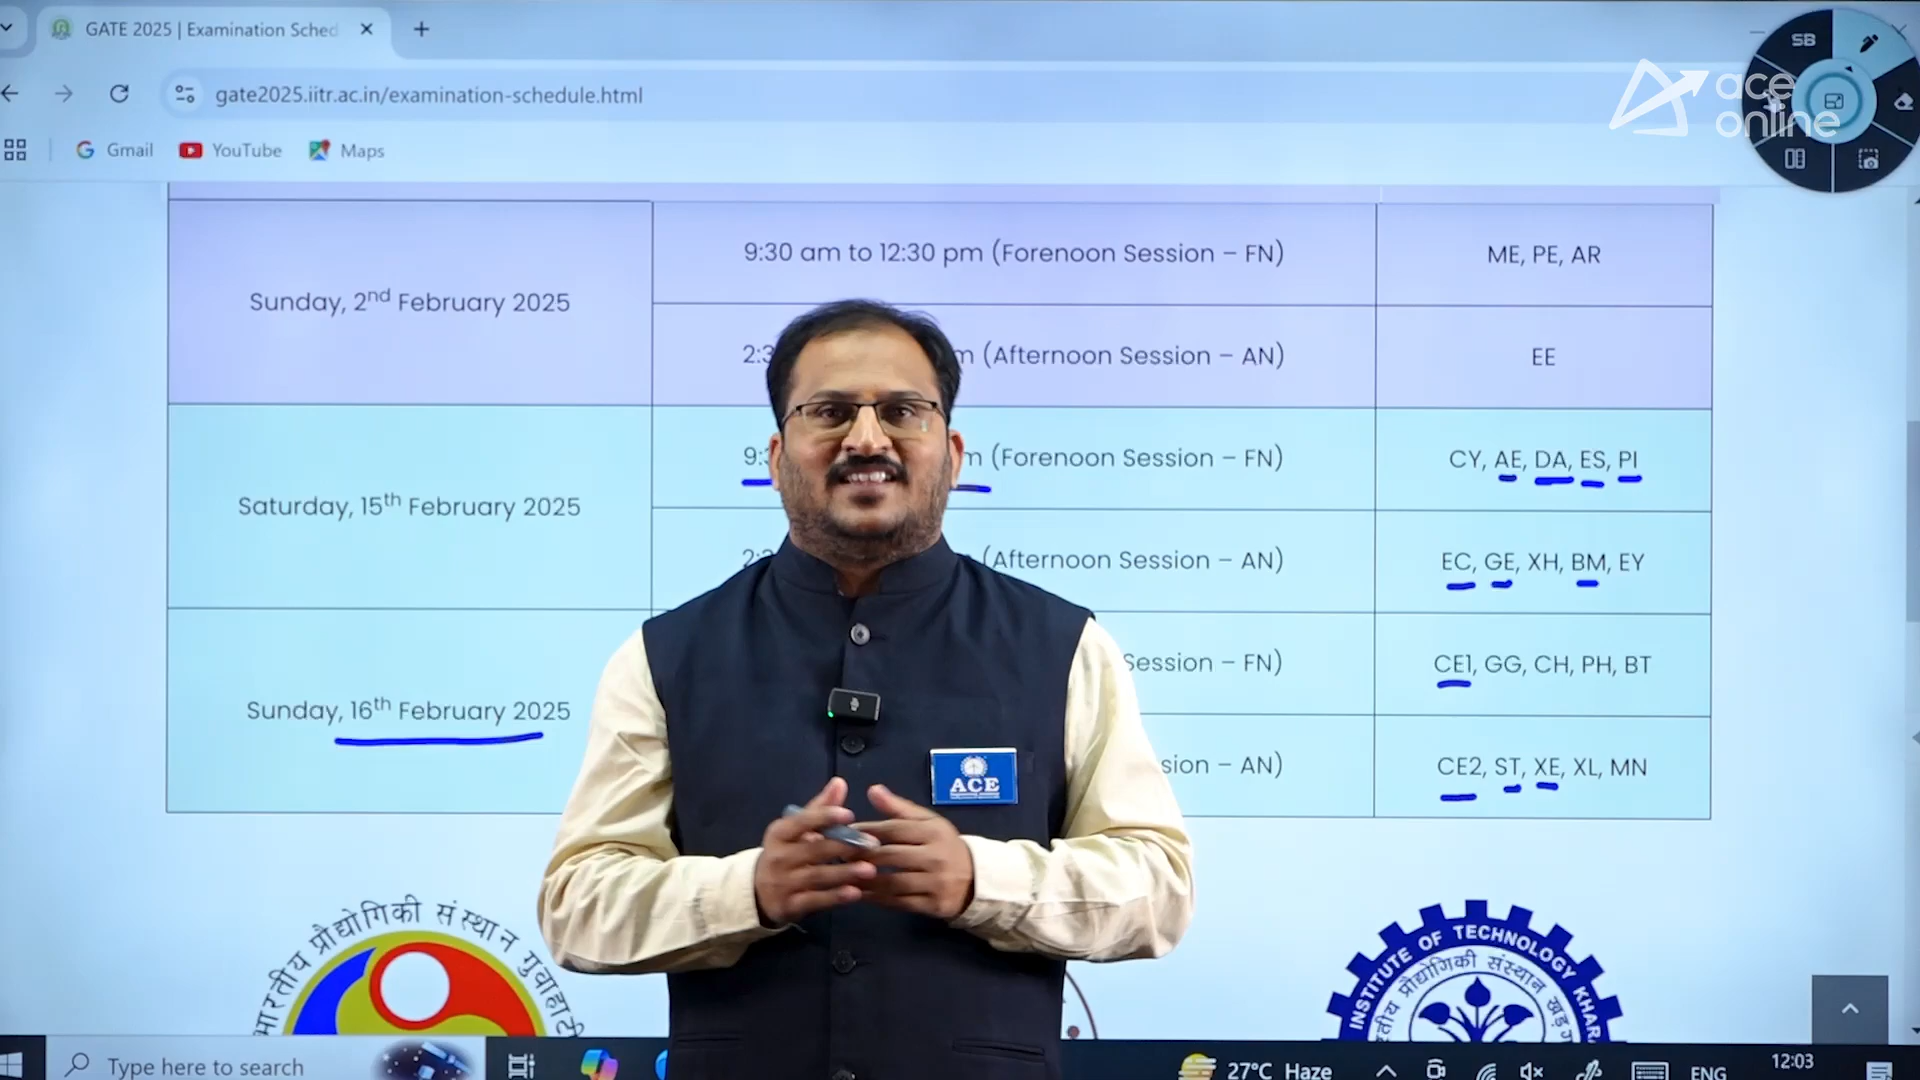 GATE 2025 | Examination Sched
SB
gate2025.iitr.ac.in/examination-schedule.html
ace
online
Gmail
YouTube
Maps
9:30 am to 12:30 pm (Forenoon Session – FN)
ME, PE, AR
Sunday, 2nd February 2025
(Afternoon Session – AN)
EE
(Forenoon Session – FN)
CY, AE, DA, ES, PI
Saturday, 15th February 2025
(Afternoon Session – AN)
EC, GE, XH, BM, EY
Session – FN)
CE1, GG, CH, PH, BT
Sunday, 16th February 2025
– AN)
CE2, ST, XE, XL, MN
ACE
भारतीय प्रौद्योगिकी संस्थान गुवाहाटी
INSTITUTE OF TECHNOLOGY
प्रौद्योगिकी संस्थान
Type here to search
27°C Haze
ENG
12:03